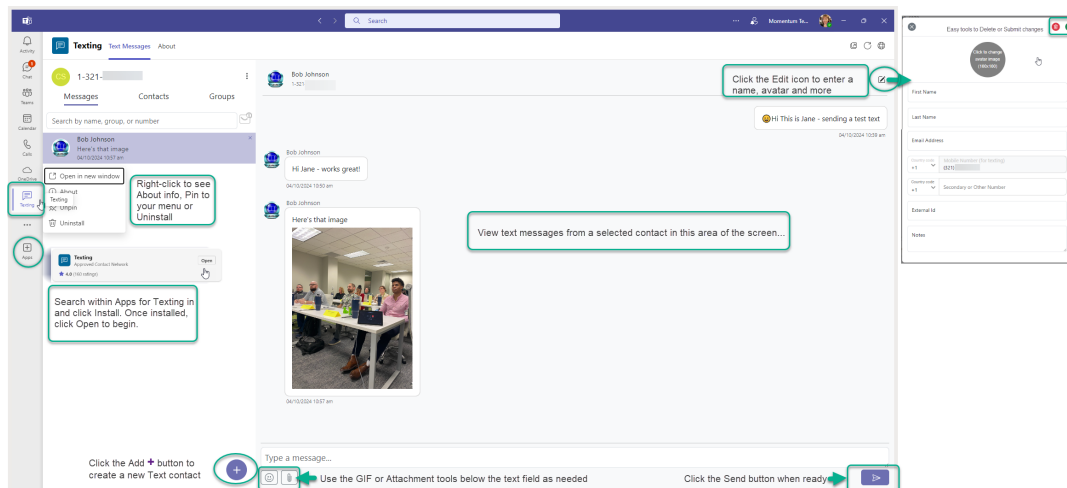 Search
Momentum Te...
Activity
Chat
Teams
Calendar
Calls
OneDrive
Texting
Apps
Texting Text Messages About
CS 1-321-
Messages Contacts Groups
Search by name, group, or number
Bob Johnson
Here's that image
04/10/2024 10:57 am
Open in new window
About
Texting
Unpin
Uninstall
Right-click to see
About info, Pin to
your menu or
Uninstall
Texting
Approved Contact Network
4.0 (160 ratings)
Open
Search within Apps for Texting in
and click Install. Once installed,
click Open to begin.
Click the Add + button to
create a new Text contact
Bob Johnson
1-321
Click the Edit icon to enter a
name, avatar and more
Hi This is Jane - sending a test text
04/10/2024 10:39 am
Bob Johnson
Hi Jane - works great!
04/10/2024 10:50 am
Bob Johnson
Here's that image
04/10/2024 10:57 am
View text messages from a selected contact in this area of the screen...
Type a message...
Use the GIF or Attachment tools below the text field as needed
Click the Send button when ready
Easy tools to Delete or Submit changes
Click to change
avatar image
(160x160)
First Name
Last Name
Email Address
Country code
+1
Mobile Number (for texting)
(321)
Country code
+1
Secondary or Other Number
External Id
Notes